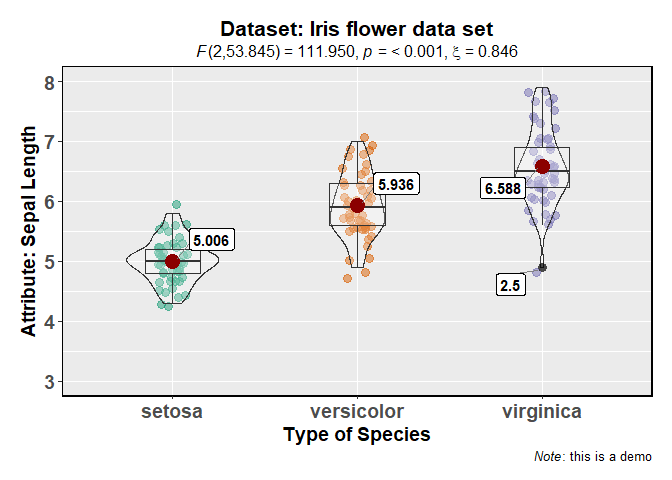 Dataset: Iris flower data set
F(2,53.845) = 111.950, p = < 0.001, ξ = 0.846
Attribute: Sepal Length
8
7
6
5
4
3
5.006
5.936
6.588
2.5
setosa
versicolor
virginica
Type of Species
Note: this is a demo